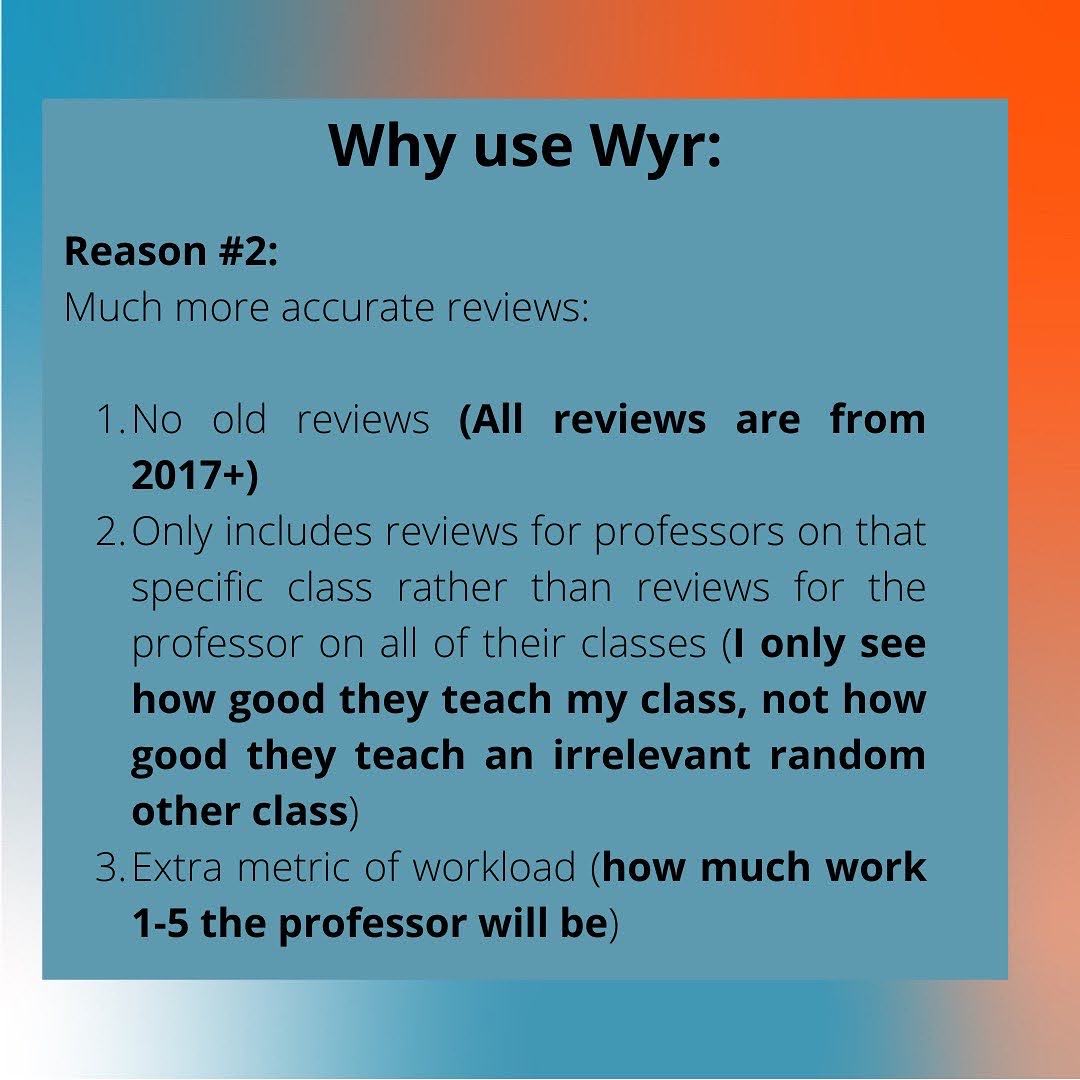 Why use Wyr:
Reason #2:
Much more accurate reviews:
1. No old reviews (All reviews are from
2017+)
2. Only includes reviews for professors on that
specific class rather than reviews for the
professor on all of their classes (I only see
how good they teach my class, not how
good they teach an irrelevant random
other class)
3. Extra metric of workload (how much work
1-5 the professor will be)